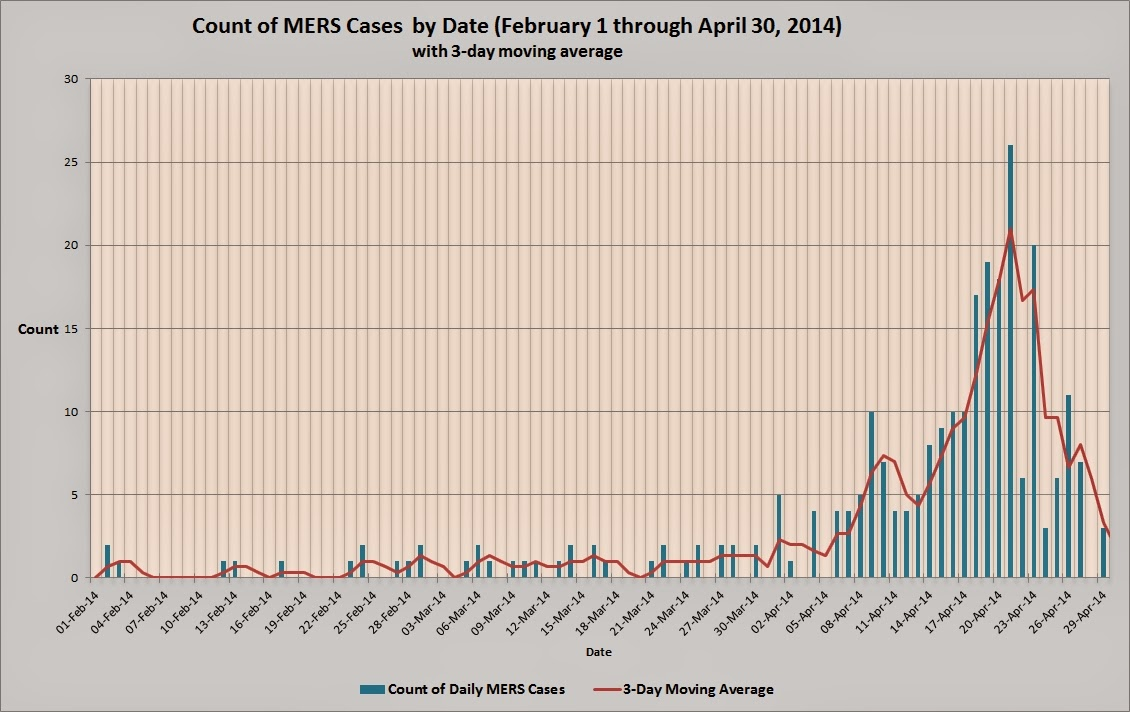 Count of MERS Cases by Date (February 1 through April 30, 2014)
with 3-day moving average
30
25
20
Count 15
10
5
0
01-Feb-14 04-Feb-14 07-Feb-14 10-Feb-14 13-Feb-14 16-Feb-14 19-Feb-14 22-Feb-14 25-Feb-14 28-Feb-14 03-Mar-14 06-Mar-14 09-Mar-14 12-Mar-14 15-Mar-14 18-Mar-14 21-Mar-14 24-Mar-14 27-Mar-14 30-Mar-14 02-Apr-14 05-Apr-14 08-Apr-14 11-Apr-14 14-Apr-14 17-Apr-14 20-Apr-14 23-Apr-14 26-Apr-14 29-Apr-14
Date
Count of Daily MERS Cases 3-Day Moving Average